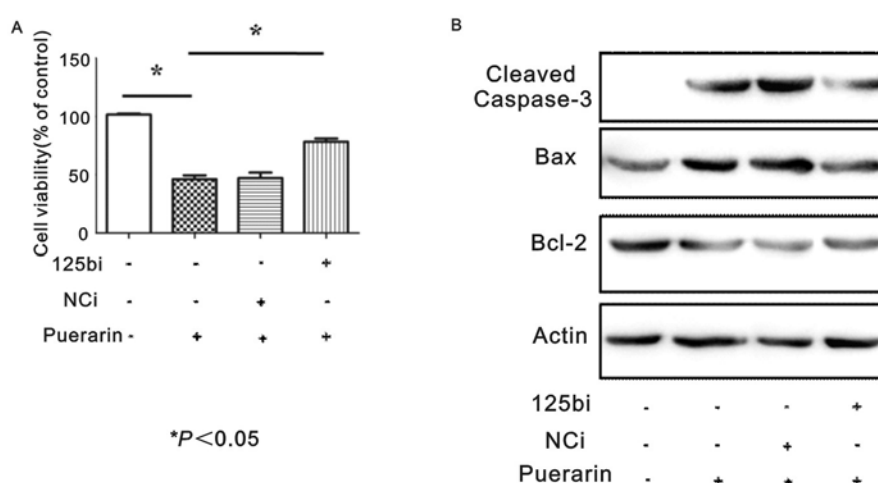 A
*
*
Cell viability(% of control)
150
100
50
0
125bi - - - +
NCi - - + -
Puerarin - + + +
*P<0.05
B
Cleaved
Caspase-3
Bax
Bcl-2
Actin
125bi - - - +
NCi - - + -
Puerarin - + + +